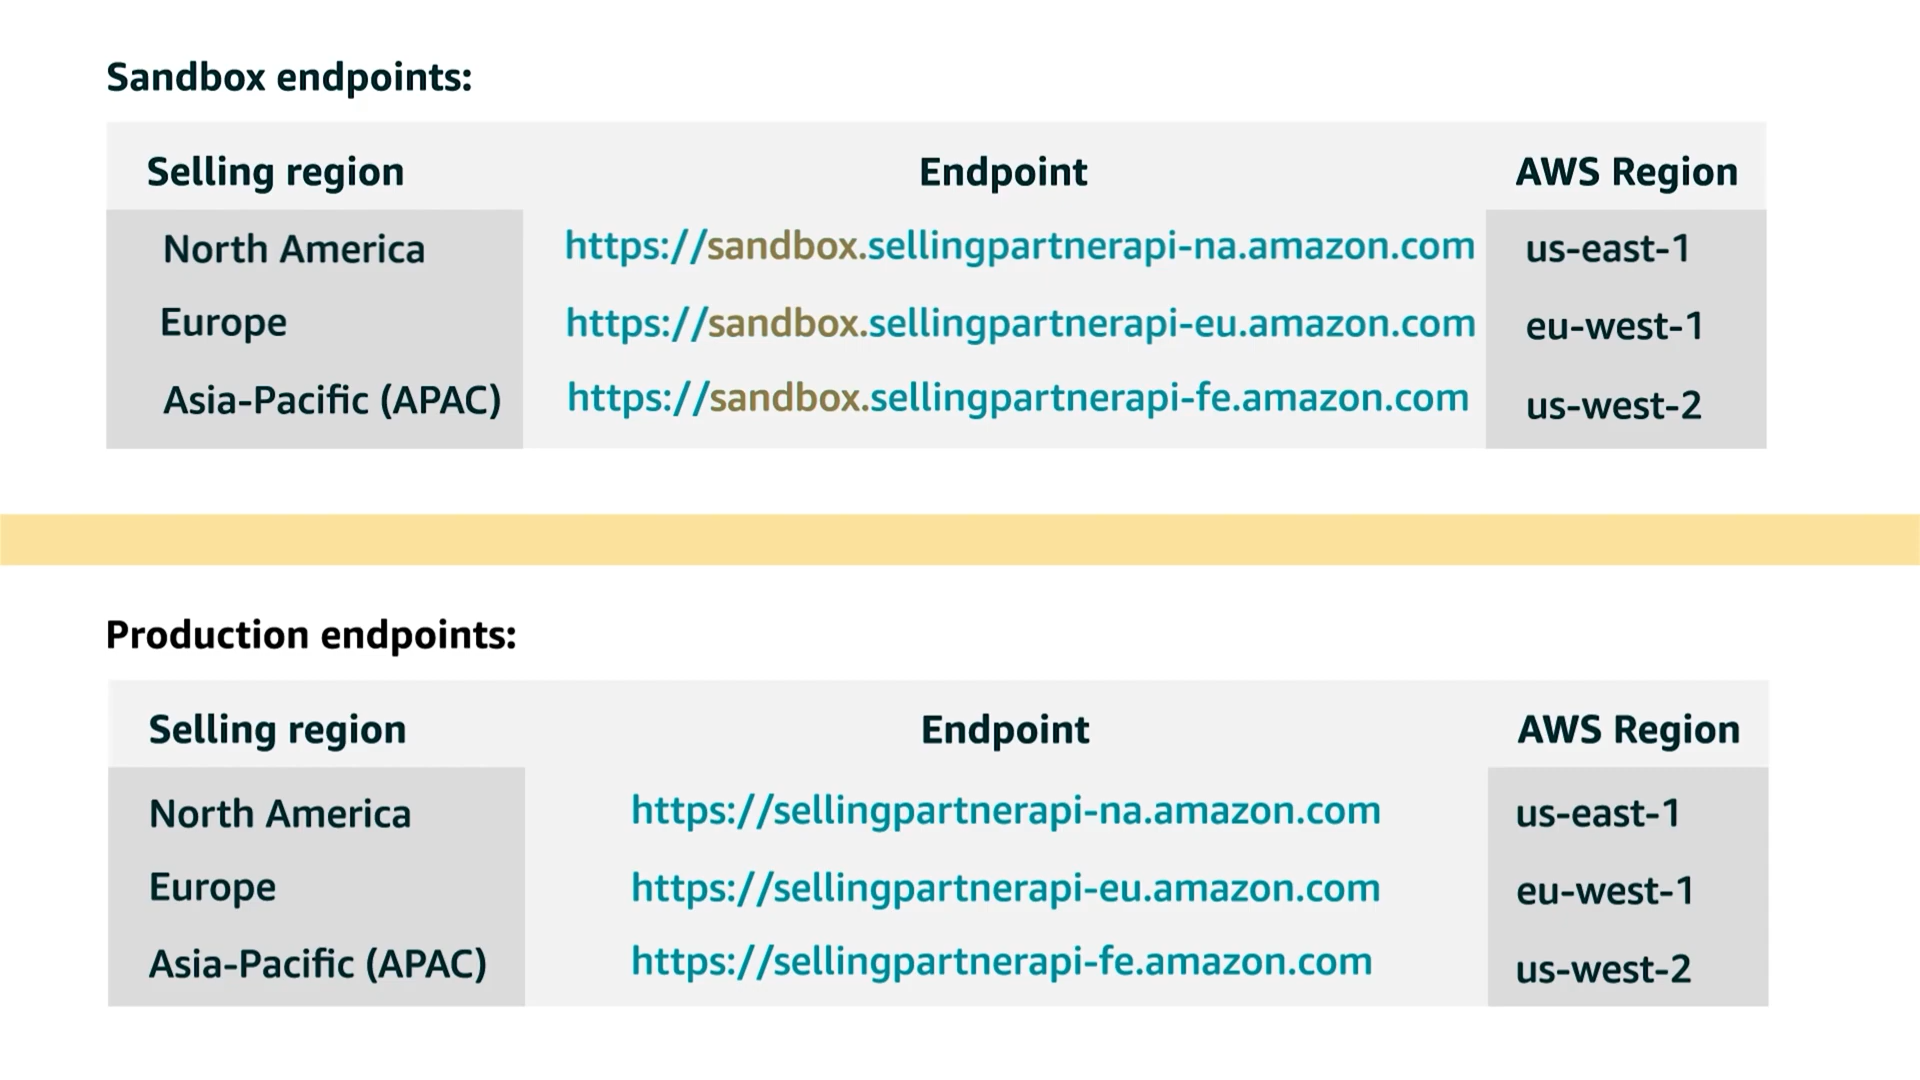 Sandbox endpoints:
Selling region Endpoint AWS Region
North America https://sandbox.sellingpartnerapi-na.amazon.com us-east-1
Europe https://sandbox.sellingpartnerapi-eu.amazon.com eu-west-1
Asia-Pacific (APAC) https://sandbox.sellingpartnerapi-fe.amazon.com us-west-2
Production endpoints:
Selling region Endpoint AWS Region
North America https://sellingpartnerapi-na.amazon.com us-east-1
Europe https://sellingpartnerapi-eu.amazon.com eu-west-1
Asia-Pacific (APAC) https://sellingpartnerapi-fe.amazon.com us-west-2